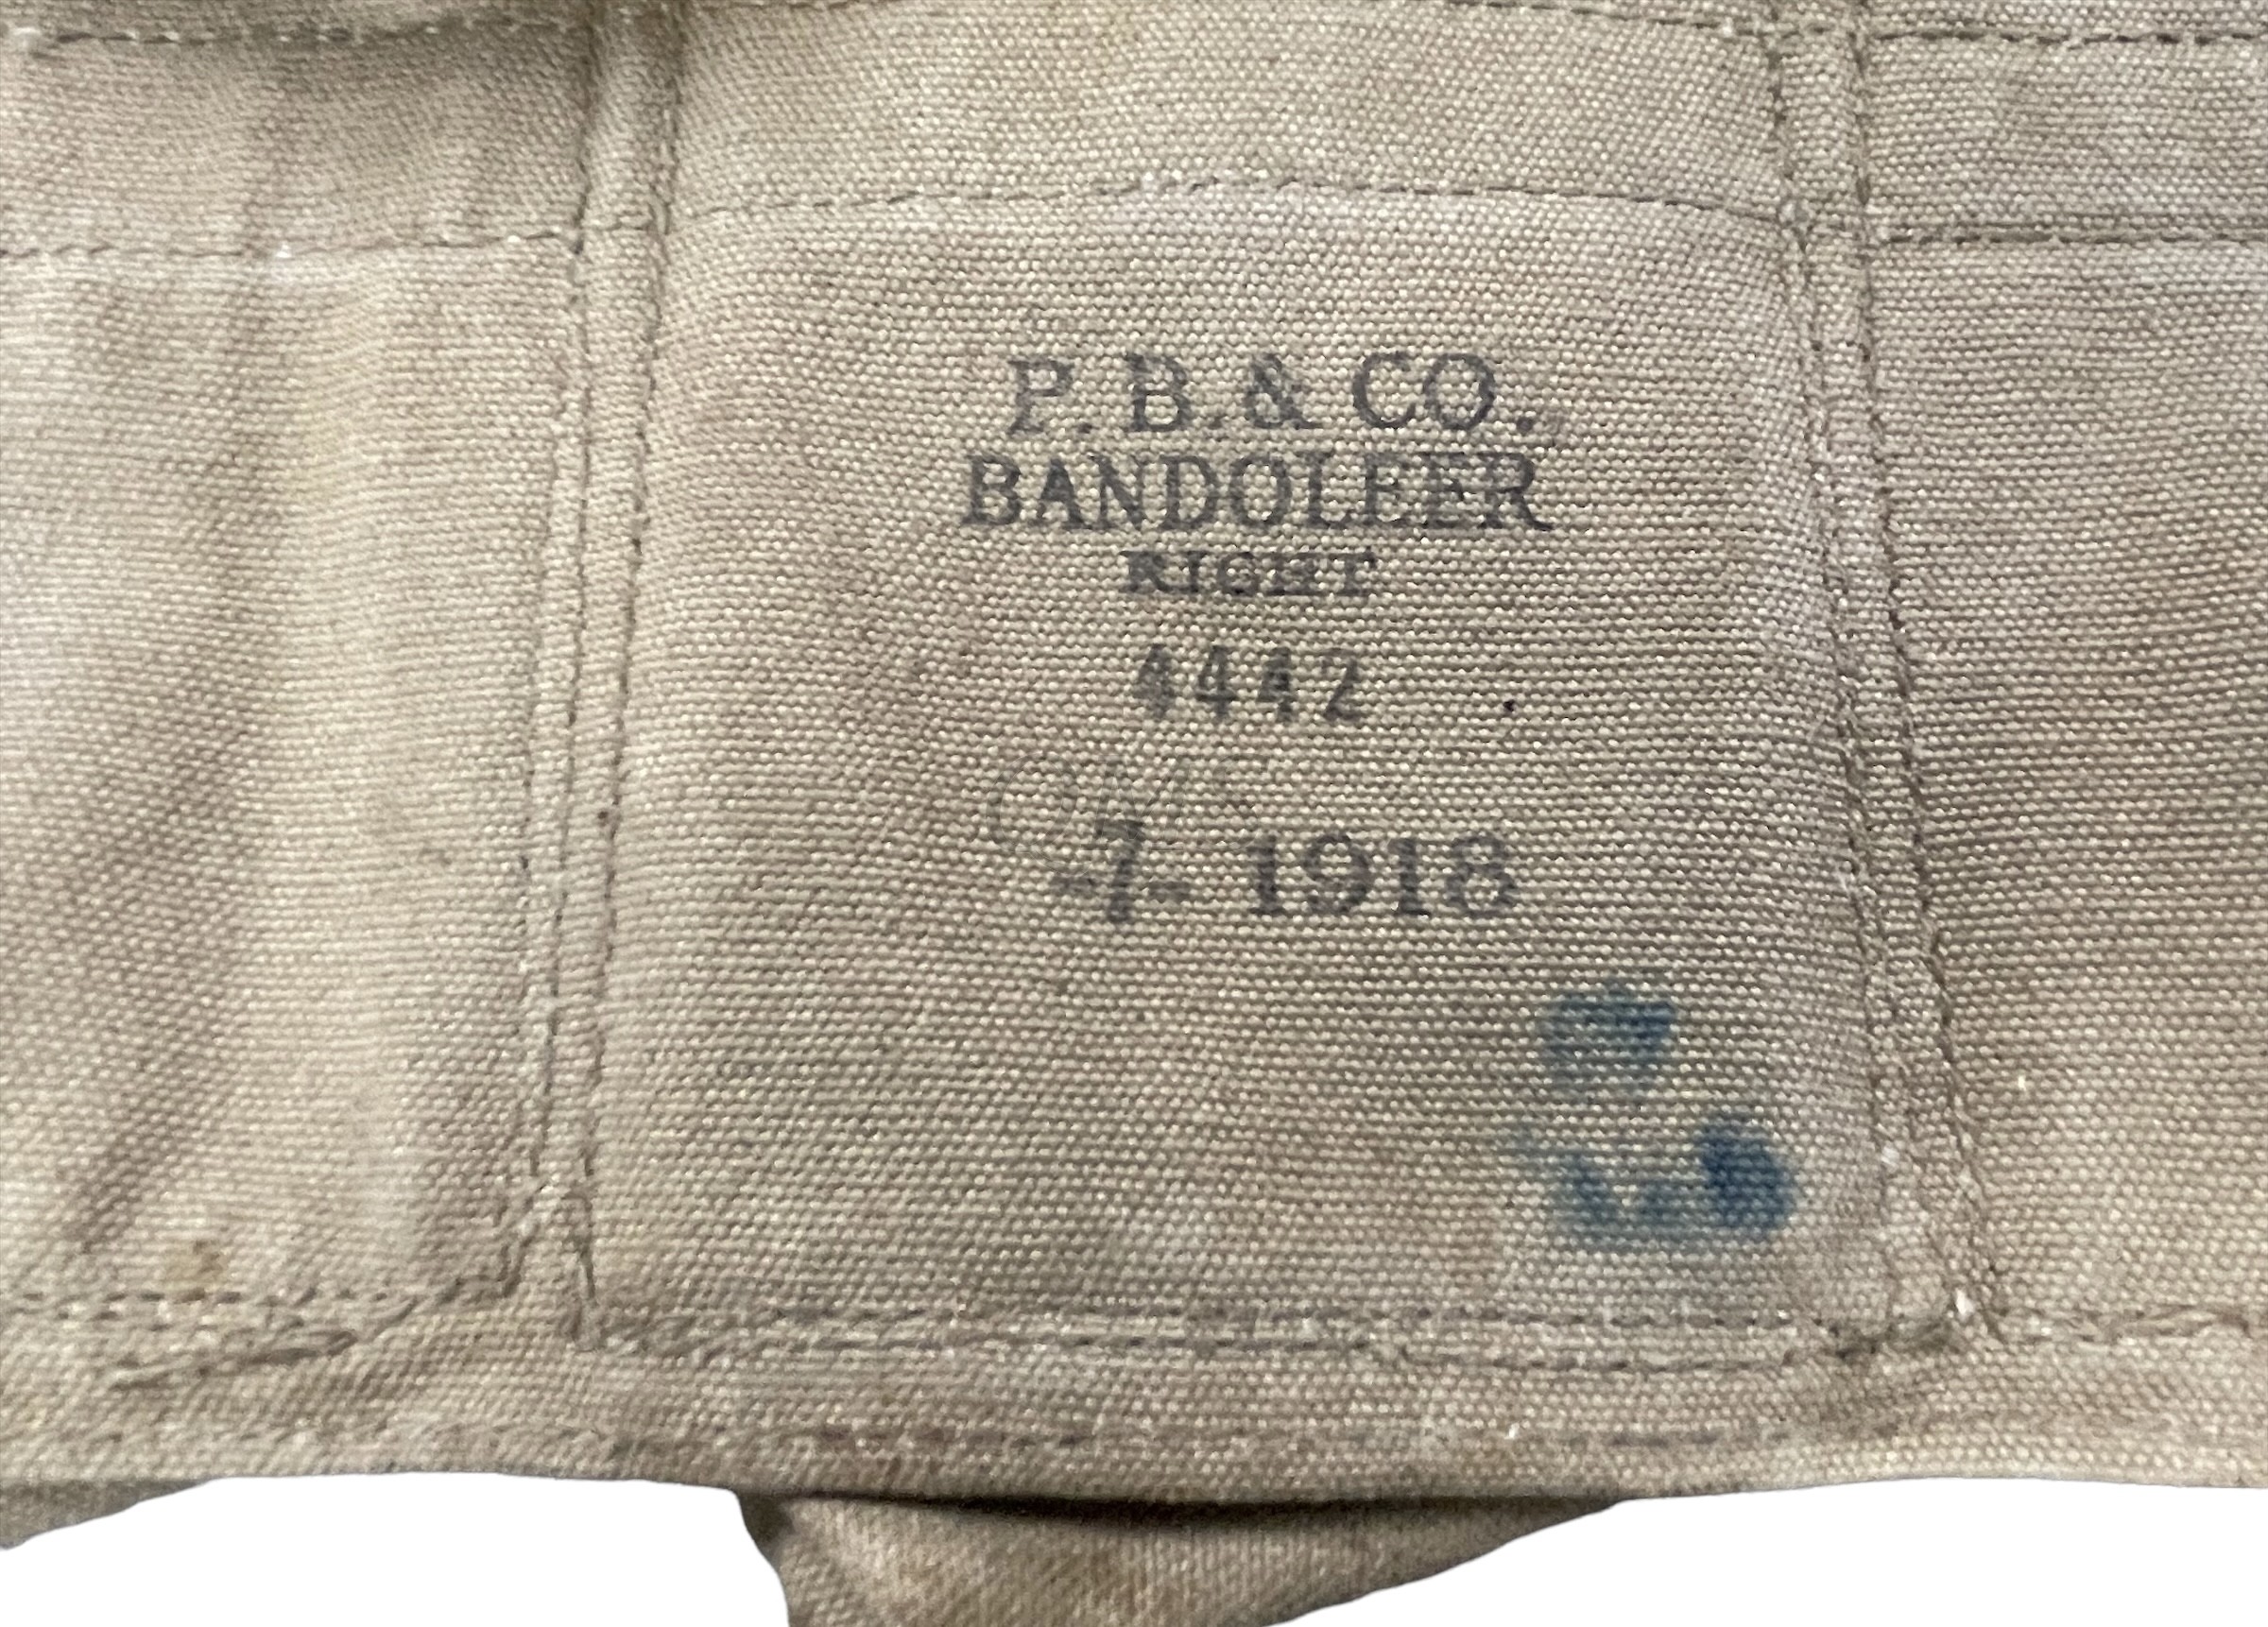 P. B. & CO.
BANDOLEER
RIGHT
4442
-7- 1918